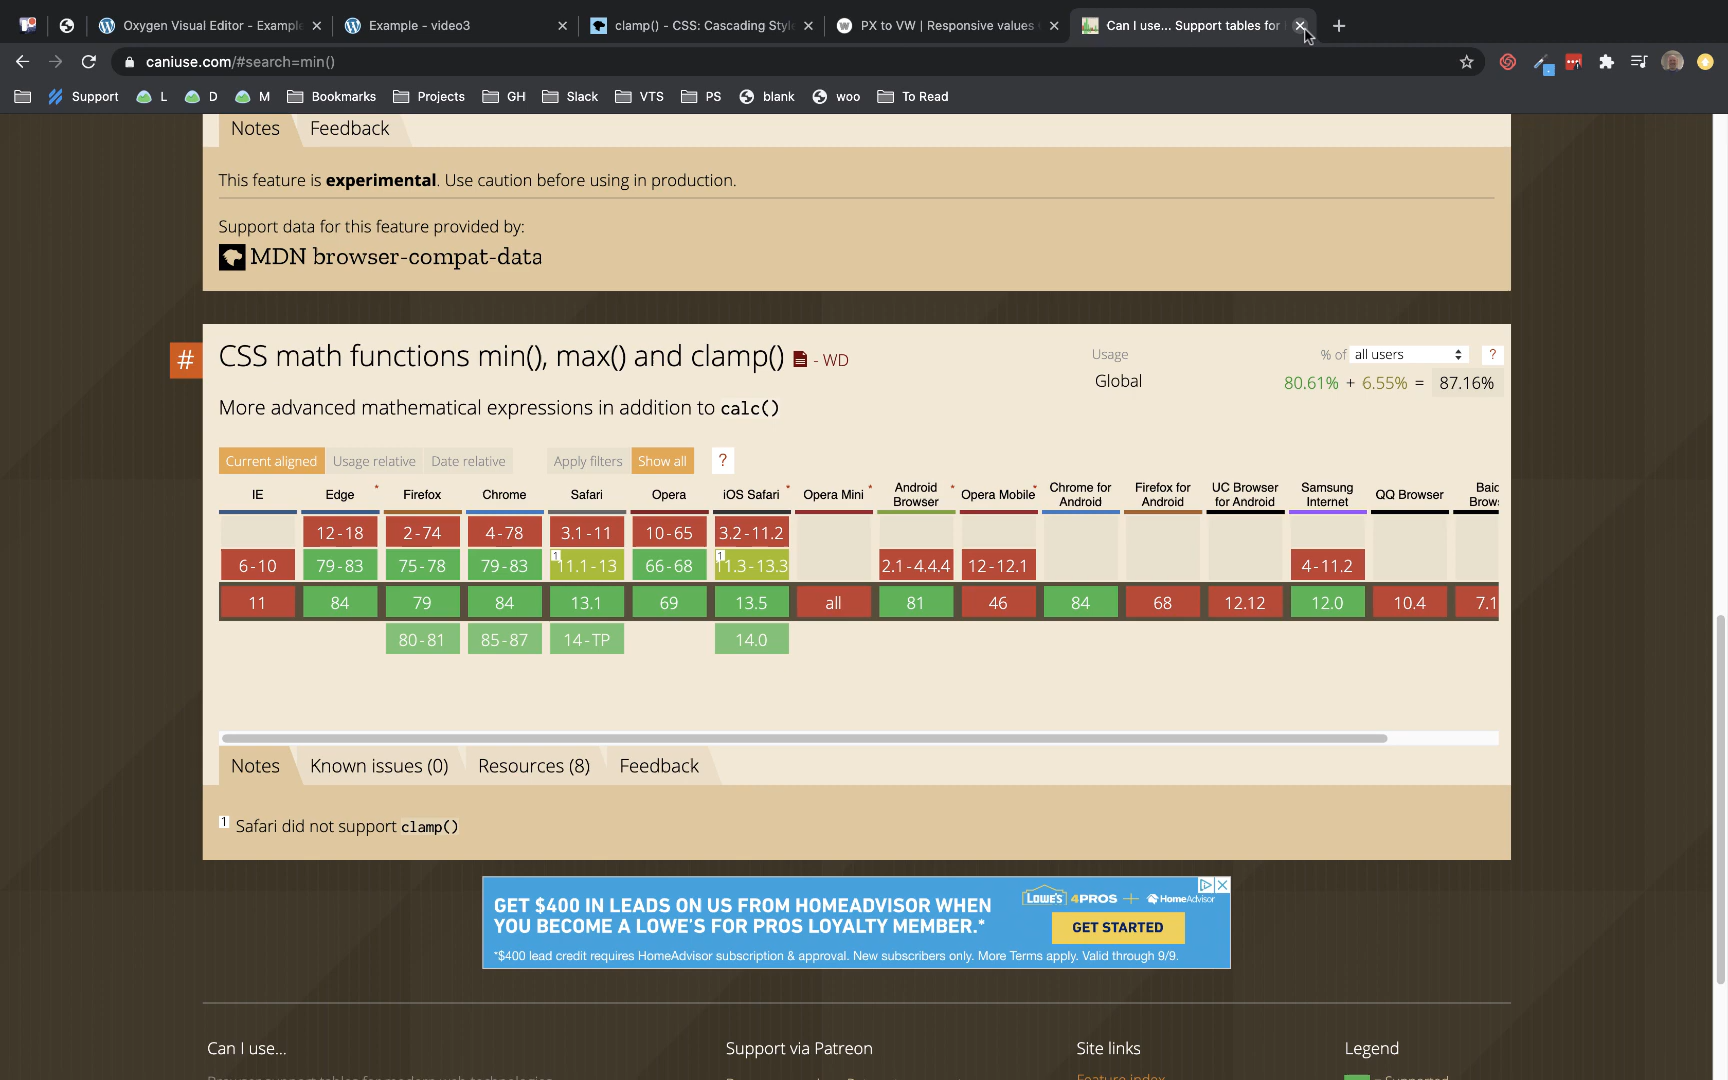 Oxygen Visual Editor - Example
Example - video3
clamp() - CSS: Cascading Styl
PX to VW | Responsive values
Can I use... Support tables for
caniuse.com/#search=min()
Support
L
D
M
Bookmarks
Projects
GH
Slack
VTS
PS
blank
woo
To Read
Notes
Feedback
This feature is experimental. Use caution before using in production.
Support data for this feature provided by:
MDN browser-compat-data
#
CSS math functions min(), max() and clamp()
- WD
Usage
% of all users
?
Global
80.61% + 6.55% = 87.16%
More advanced mathematical expressions in addition to calc()
Current aligned
Usage relative
Date relative
Apply filters
Show all
?
IE
Edge *
Firefox
Chrome
Safari
Opera
iOS Safari *
Opera Mini *
Android Browser *
Opera Mobile *
Chrome for Android
Firefox for Android
UC Browser for Android
Samsung Internet
QQ Browser
Baid Brows
12-18
2-74
4-78
3.1-11
10-65
3.2-11.2
6-10
79-83
75-78
79-83
1 11.1-13
66-68
1 11.3-13.3
2.1-4.4.4
12-12.1
4-11.2
11
84
79
84
13.1
69
13.5
all
81
46
84
68
12.12
12.0
10.4
7.1
80-81
85-87
14-TP
14.0
Notes
Known issues (0)
Resources (8)
Feedback
1 Safari did not support clamp()
GET $400 IN LEADS ON US FROM HOMEADVISOR WHEN
YOU BECOME A LOWE'S FOR PROS LOYALTY MEMBER.*
*$400 lead credit requires HomeAdvisor subscription & approval. New subscribers only. More Terms apply. Valid through 9/9.
Lowe's 4PROS + HomeAdvisor
GET STARTED
Can I use...
Support via Patreon
Site links
Legend
Browser support tables for modern web technologies
Feature index
= Supported